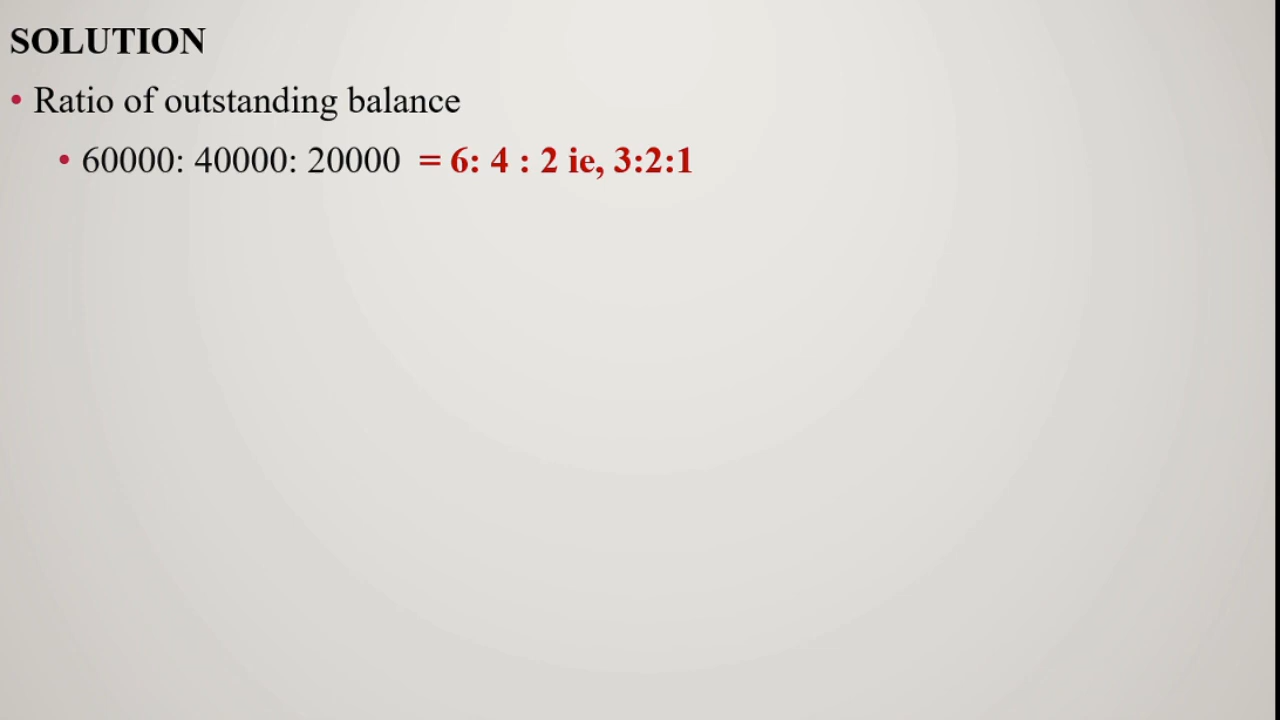 SOLUTION
• Ratio of outstanding balance
• 60000: 40000: 20000 = 6: 4 : 2 ie, 3:2:1